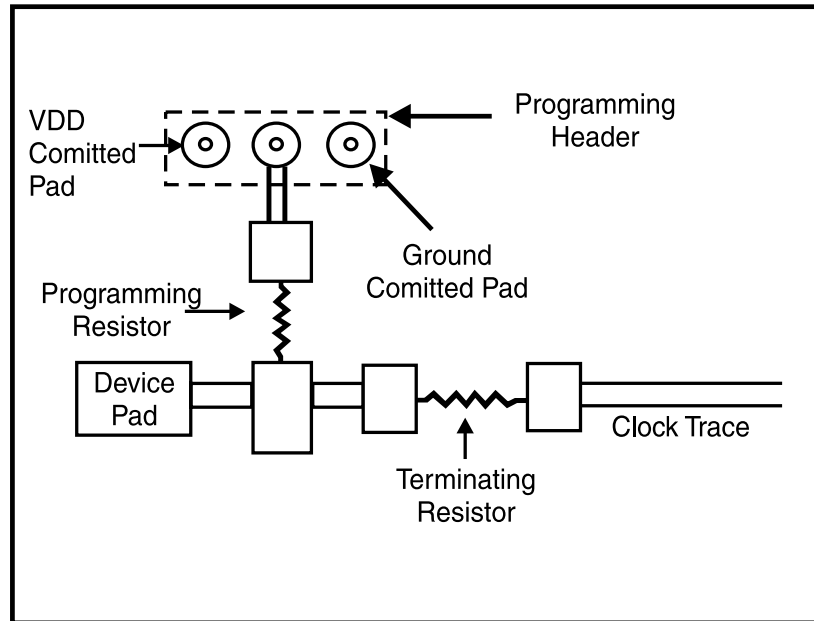 VDD
Comitted
Pad
Programming
Header
Ground
Comitted Pad
Programming
Resistor
Device
Pad
Clock Trace
Terminating
Resistor